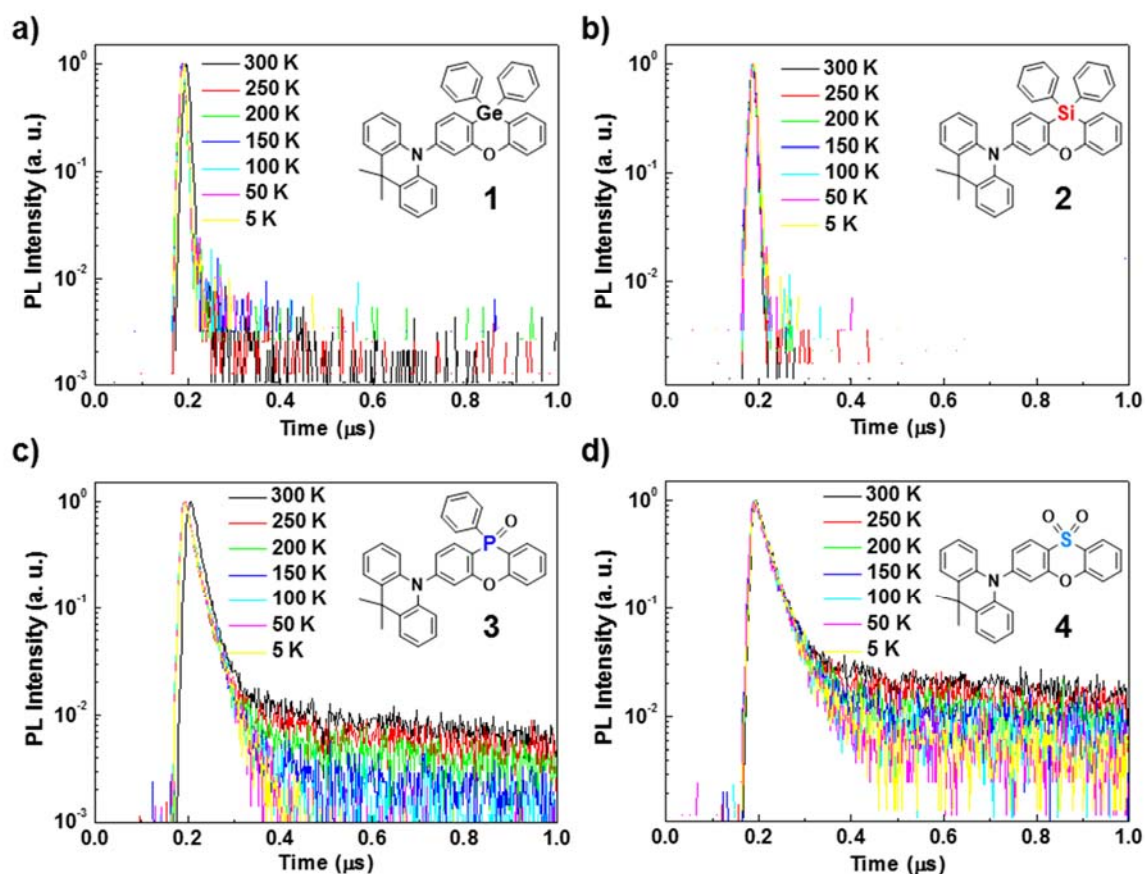 a)
PL Intensity (a. u.)
10⁰
10⁻¹
10⁻²
10⁻³
300 K
250 K
200 K
150 K
100 K
50 K
5 K
Ge
O
N
1
0.0 0.2 0.4 0.6 0.8 1.0
Time (μs)
b)
PL Intensity (a. u.)
10⁰
10⁻¹
10⁻²
300 K
250 K
200 K
150 K
100 K
50 K
5 K
Si
O
N
2
0.0 0.2 0.4 0.6 0.8 1.0
Time (μs)
c)
PL Intensity (a. u.)
10⁰
10⁻¹
10⁻²
10⁻³
300 K
250 K
200 K
150 K
100 K
50 K
5 K
O
P
O
N
3
0.0 0.2 0.4 0.6 0.8 1.0
Time (μs)
d)
PL Intensity (a. u.)
10⁰
10⁻¹
10⁻²
300 K
250 K
200 K
150 K
100 K
50 K
5 K
O O
S
O
N
4
0.0 0.2 0.4 0.6 0.8 1.0
Time (μs)